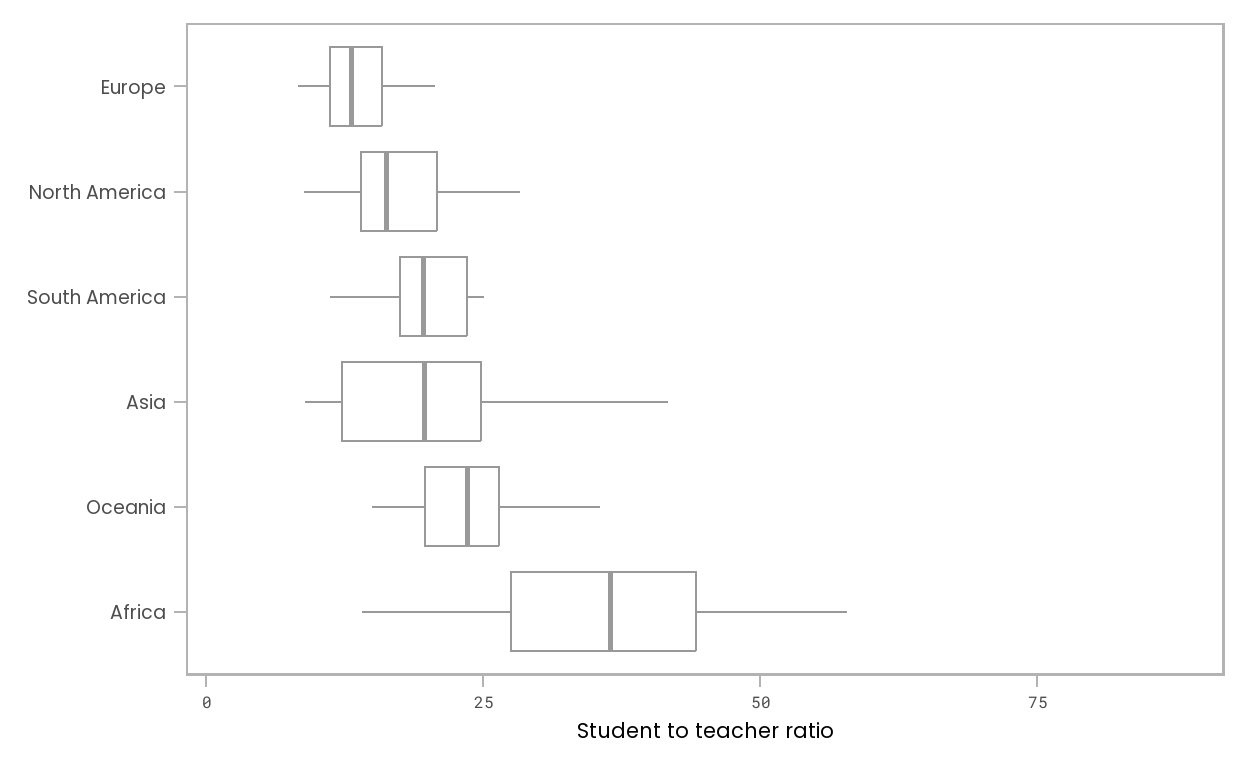 Europe
North America
South America
Asia
Oceania
Africa
0 25 50 75
Student to teacher ratio